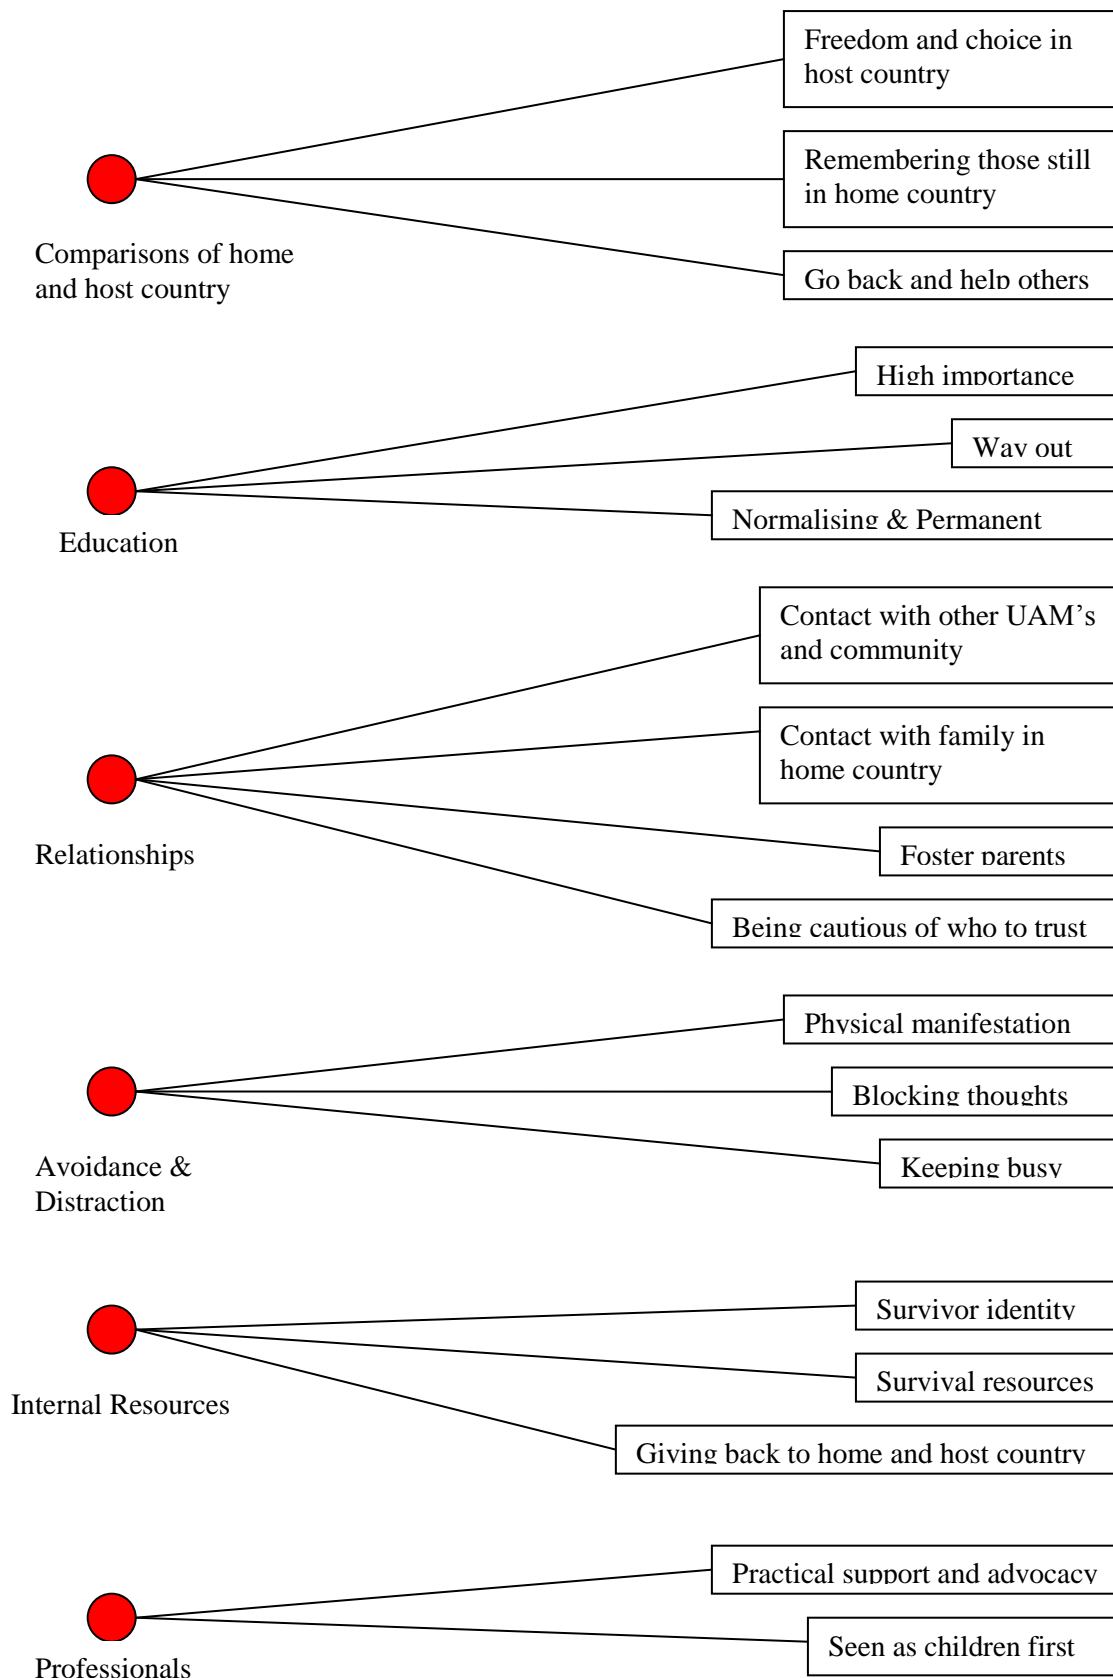 Freedom and choice in
host country
Remembering those still
in home country
Comparisons of home
and host country
Go back and help others
High importance
Way out
Normalising & Permanent
Education
Contact with other UAM’s
and community
Contact with family in
home country
Relationships
Foster parents
Being cautious of who to trust
Physical manifestation
Blocking thoughts
Keeping busy
Avoidance &
Distraction
Survivor identity
Survival resources
Internal Resources
Giving back to home and host country
Practical support and advocacy
Seen as children first
Professionals